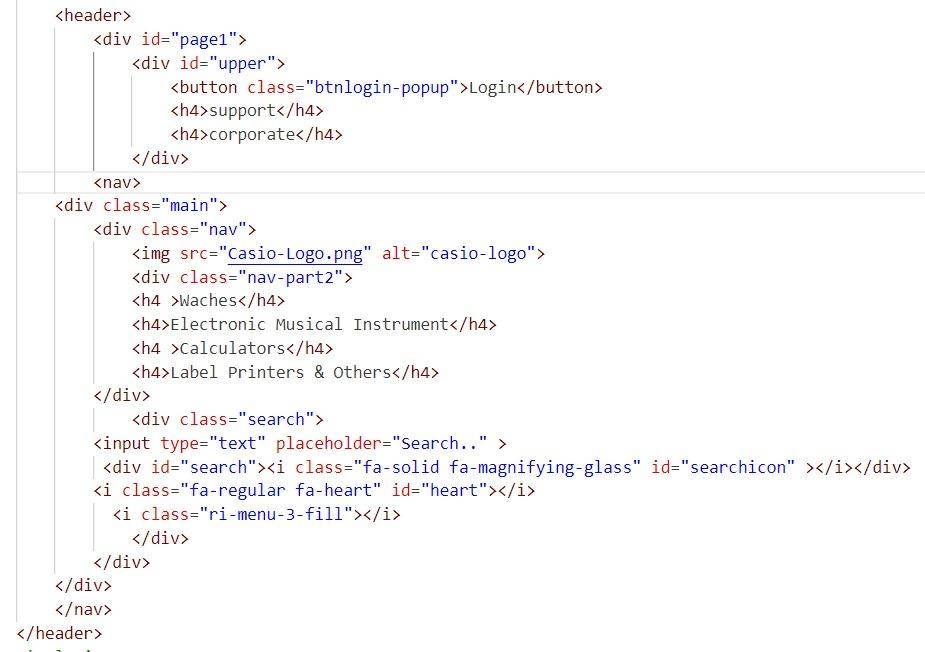 <header>
<div id="page1">
<div id="upper">
<button class="btnlogin-popup">Login</button>
<h4>support</h4>
<h4>corporate</h4>
</div>
<nav>
<div class="main">
<div class="nav">
<img src="Casio-Logo.png" alt="casio-logo">
<div class="nav-part2">
<h4 >Waches</h4>
<h4>Electronic Musical Instrument</h4>
<h4 >Calculators</h4>
<h4>Label Printers & Others</h4>
</div>
<div class="search">
<input type="text" placeholder="Search.." >
<div id="search"><i class="fa-solid fa-magnifying-glass" id="searchicon" ></i></div>
<i class="fa-regular fa-heart" id="heart"></i>
<i class="ri-menu-3-fill"></i>
</div>
</div>
</div>
</nav>
</header>